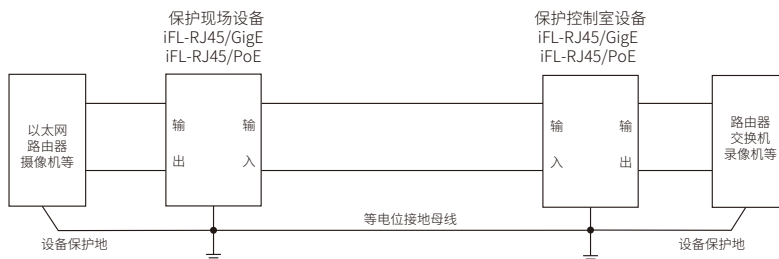 保护现场设备
iFL-RJ45/GigE
iFL-RJ45/PoE
保护控制室设备
iFL-RJ45/GigE
iFL-RJ45/PoE
以太网
路由器
摄像机等
输出
输入
输入
输出
路由器
交换机
录像机等
等电位接地母线
设备保护地
设备保护地